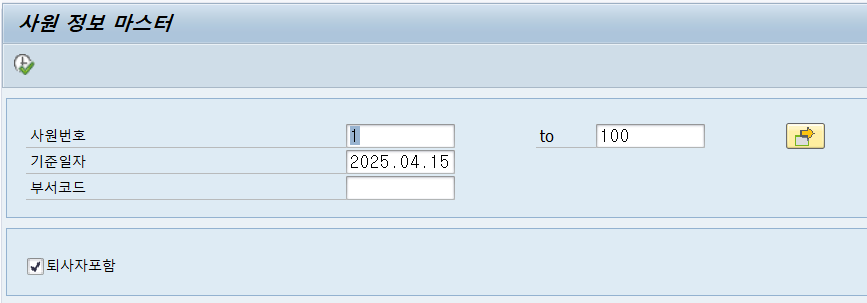 사원 정보 마스터
사원번호 1 to 100
기준일자 2025.04.15
부서코드
퇴사자포함